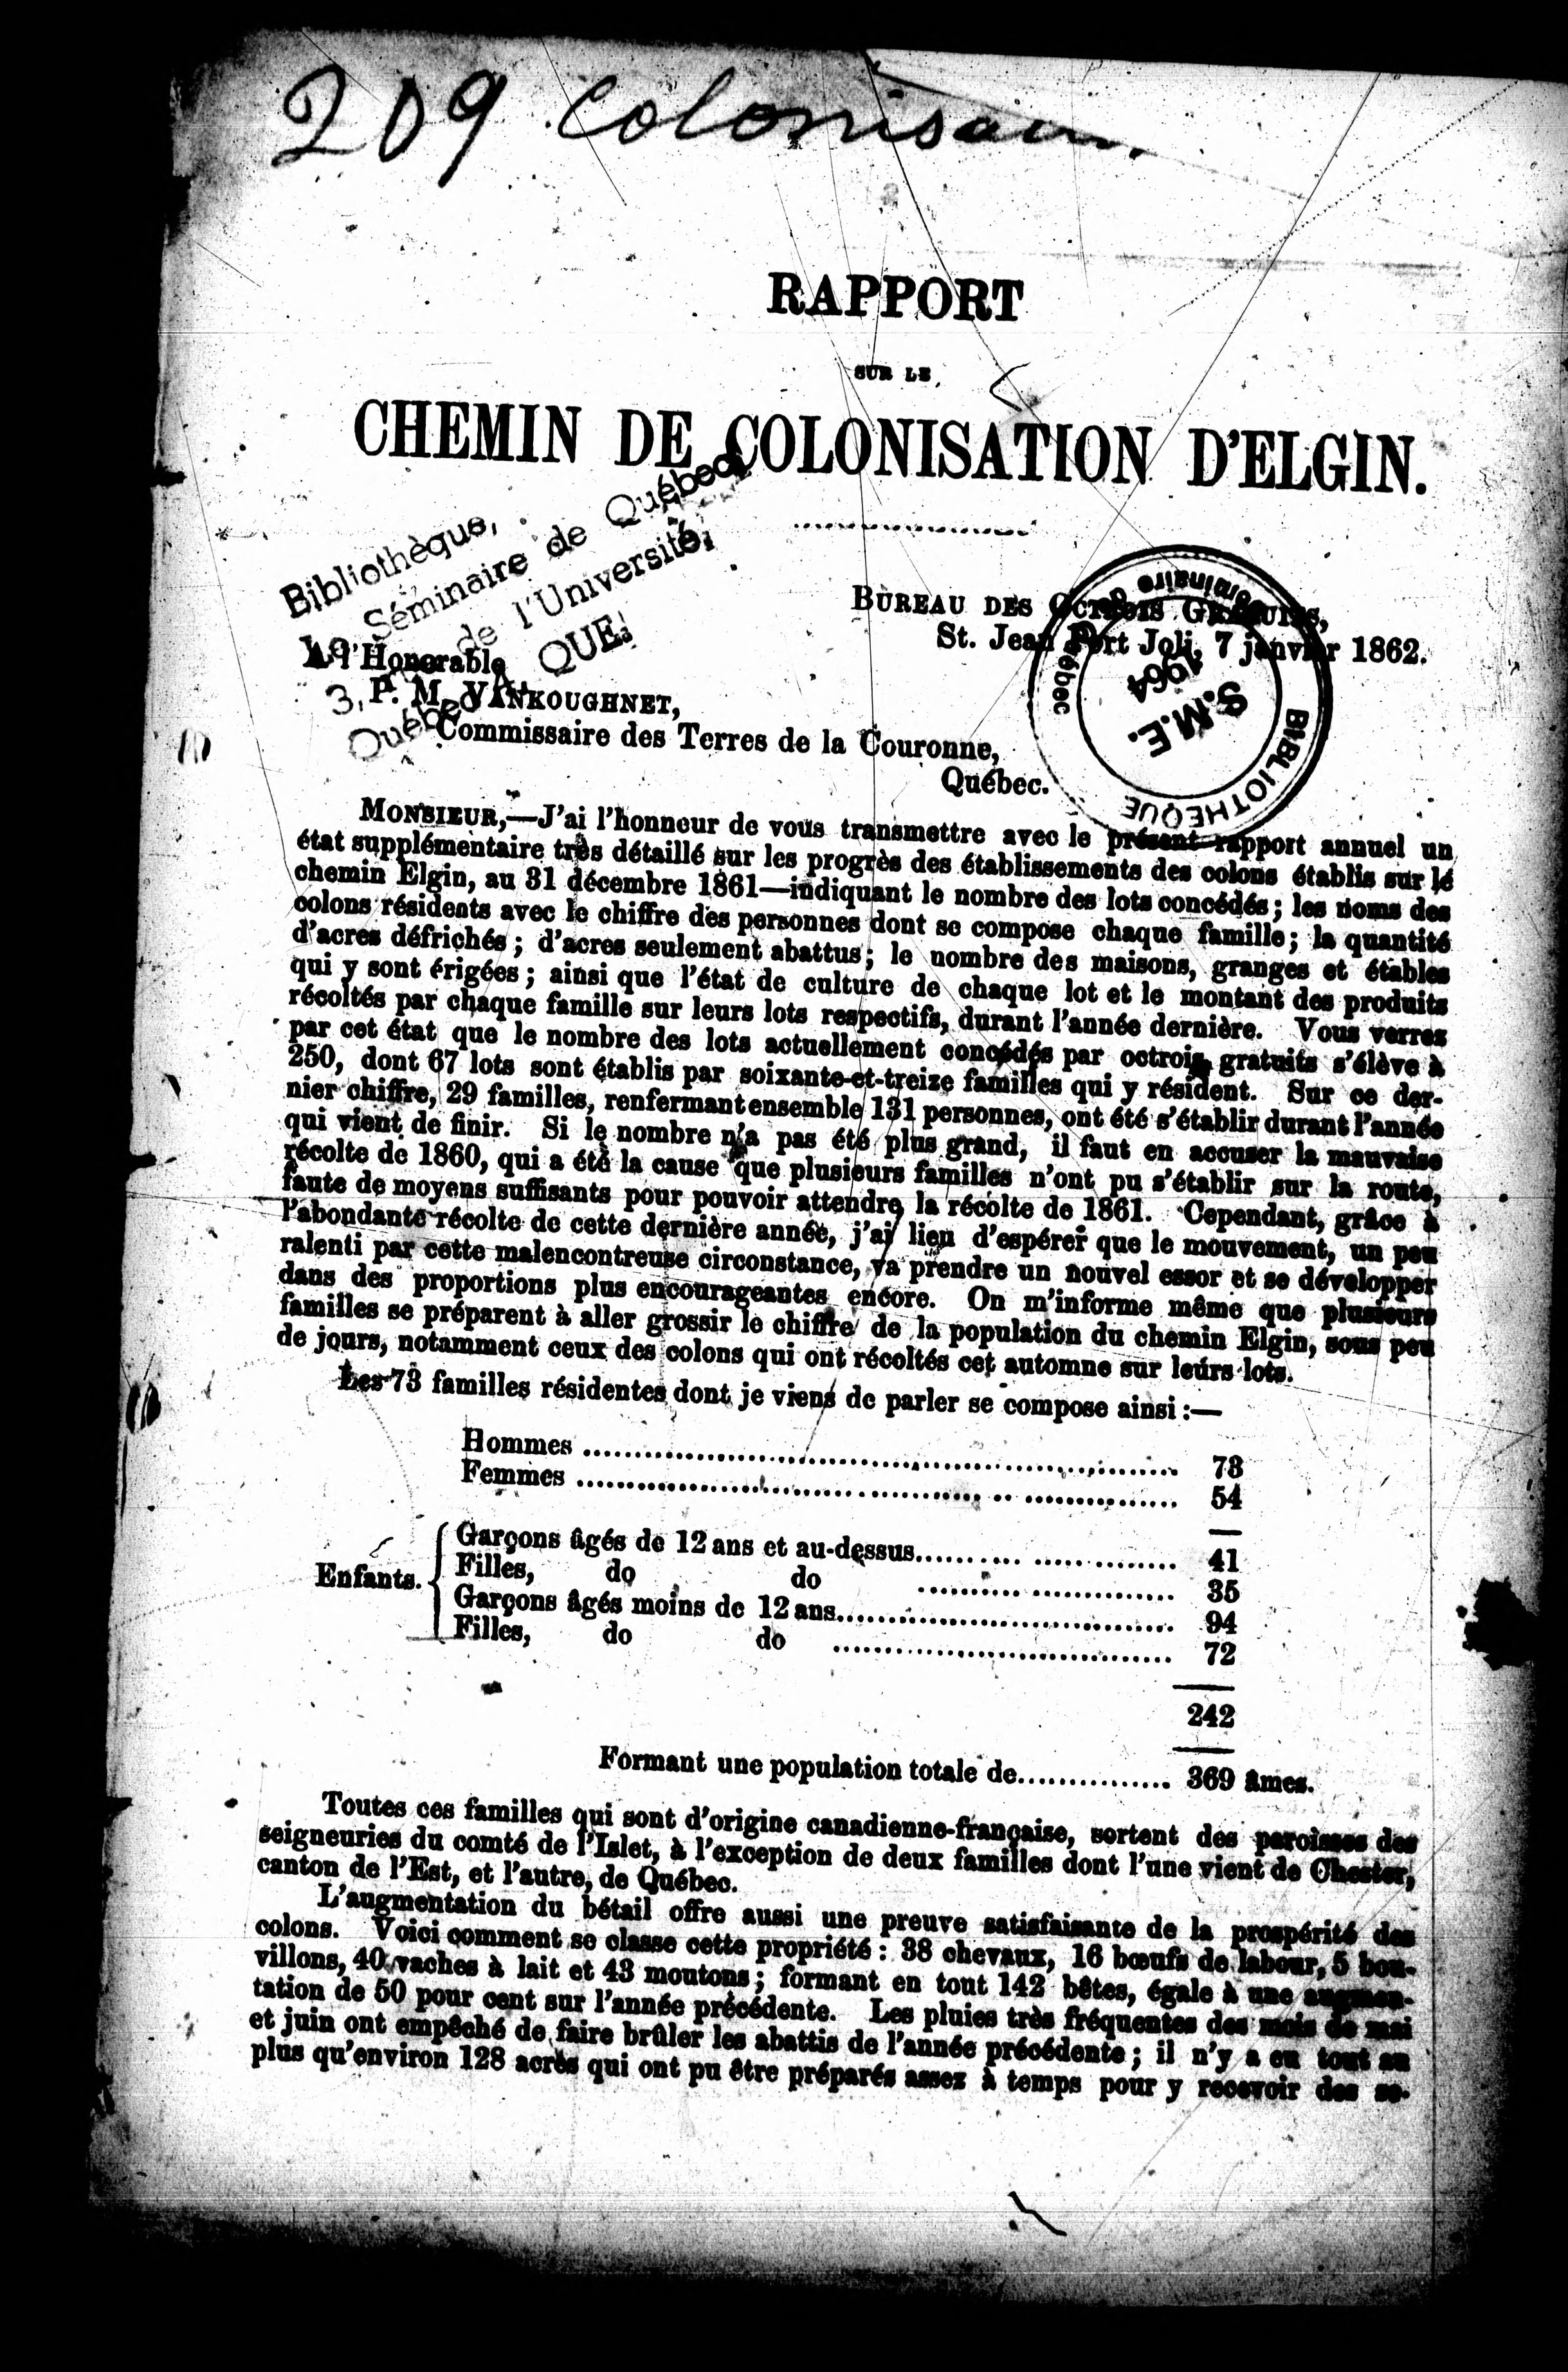 209 Colonisation
RAPPORT
SUR LE
CHEMIN DE COLONISATION D'ELGIN.
Bibliothèque,
Le Séminaire de Québec,
3, rue de l'Université,
Québec 4, QUE.
BIBLIOTHEQUE
Séminaire de Québec
S.M.E.
1964
BUREAU DES OCTROIS GRATUITS,
St. Jean Port Joli, 7 janvier 1862.
A l'Honorable
P. M. VANKOUGHNET,
Commissaire des Terres de la Couronne,
Québec.
MONSIEUR,—J'ai l'honneur de vous transmettre avec le présent rapport annuel un
état supplémentaire très détaillé sur les progrès des établissements des colons établis sur le
chemin Elgin, au 31 décembre 1861—indiquant le nombre des lots concédés; les noms des
colons résidents avec le chiffre des personnes dont se compose chaque famille; la quantité
d'acres défrichés; d'acres seulement abattus; le nombre des maisons, granges et étables
qui y sont érigées; ainsi que l'état de culture de chaque lot et le montant des produits
récoltés par chaque famille sur leurs lots respectifs, durant l'année dernière. Vous verrez
par cet état que le nombre des lots actuellement concédés par octrois gratuits s'élève à
250, dont 67 lots sont établis par soixante-et-treize familles qui y résident. Sur ce der-
nier chiffre, 29 familles, renfermant ensemble 131 personnes, ont été s'établir durant l'année
qui vient de finir. Si le nombre n'a pas été plus grand, il faut en accuser la mauvaise
récolte de 1860, qui a été la cause que plusieurs familles n'ont pu s'établir sur la route,
faute de moyens suffisants pour pouvoir attendre la récolte de 1861. Cependant, grâce à
l'abondante récolte de cette dernière année, j'ai lieu d'espérer que le mouvement, un peu
ralenti par cette malencontreuse circonstance, va prendre un nouvel essor et se développer
dans des proportions plus encourageantes encore. On m'informe même que plusieurs
familles se préparent à aller grossir le chiffre de la population du chemin Elgin, sous peu
de jours, notamment ceux des colons qui ont récoltés cet automne sur leurs lots.
Les 73 familles résidentes dont je viens de parler se compose ainsi:—
Hommes .......... 73
Femmes .......... 54
Enfants.
Garçons âgés de 12 ans et au-dessus.......... 41
Filles, do do .......... 35
Garçons âgés moins de 12 ans.......... 94
Filles, do do .......... 72
242
Formant une population totale de............... 369 âmes.
Toutes ces familles qui sont d'origine canadienne-française, sortent des paroisses des
seigneuries du comté de l'Islet, à l'exception de deux familles dont l'une vient de Chester,
canton de l'Est, et l'autre, de Québec.
L'augmentation du bétail offre aussi une preuve satisfaisante de la prospérité des
colons. Voici comment se classe cette propriété: 38 chevaux, 16 bœufs de labour, 5 bou-
villons, 40 vaches à lait et 43 moutons; formant en tout 142 bêtes, égale à une augmen-
tation de 50 pour cent sur l'année précédente. Les pluies très fréquentes des mois de mai
et juin ont empêché de faire brûler les abattis de l'année précédente; il n'y a eu tout au
plus qu'environ 128 acres qui ont pu être préparés assez à temps pour y recevoir des se-